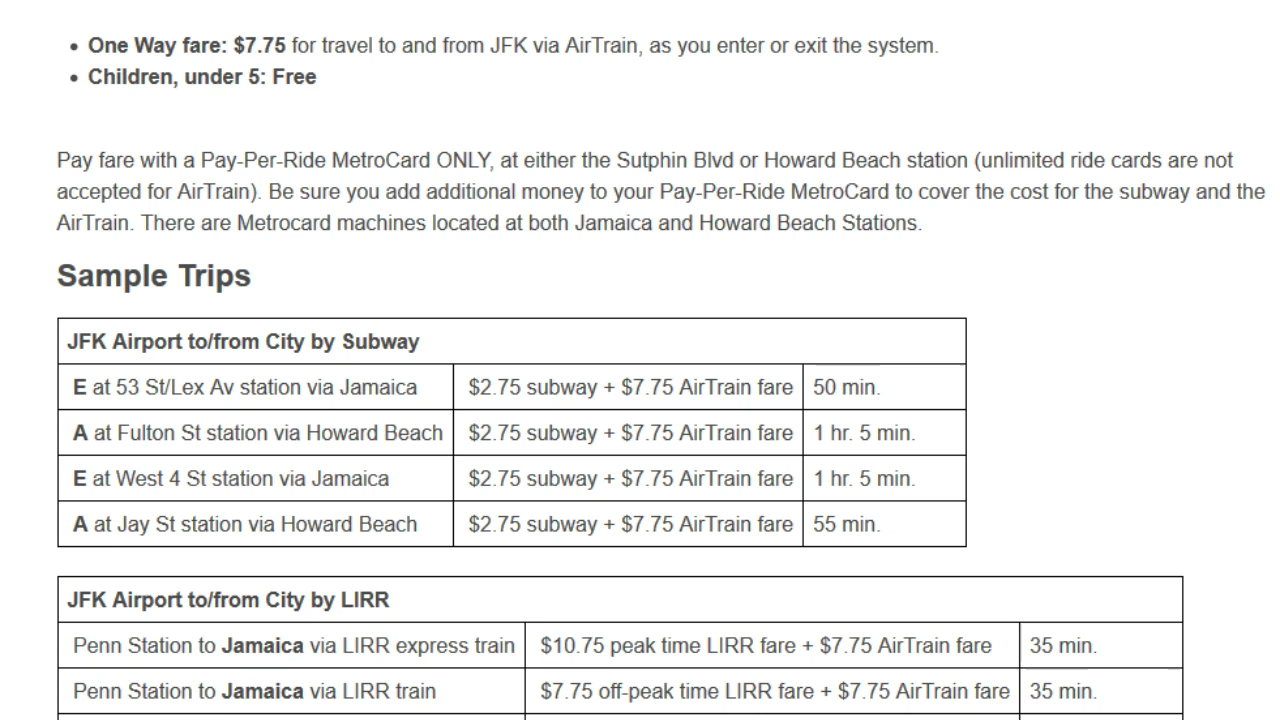 One Way fare: $7.75 for travel to and from JFK via AirTrain, as you enter or exit the system.
Children, under 5: Free
Pay fare with a Pay-Per-Ride MetroCard ONLY, at either the Sutphin Blvd or Howard Beach station (unlimited ride cards are not
accepted for AirTrain). Be sure you add additional money to your Pay-Per-Ride MetroCard to cover the cost for the subway and the
AirTrain. There are Metrocard machines located at both Jamaica and Howard Beach Stations.
Sample Trips
JFK Airport to/from City by Subway
E at 53 St/Lex Av station via Jamaica $2.75 subway + $7.75 AirTrain fare 50 min.
A at Fulton St station via Howard Beach $2.75 subway + $7.75 AirTrain fare 1 hr. 5 min.
E at West 4 St station via Jamaica $2.75 subway + $7.75 AirTrain fare 1 hr. 5 min.
A at Jay St station via Howard Beach $2.75 subway + $7.75 AirTrain fare 55 min.
JFK Airport to/from City by LIRR
Penn Station to Jamaica via LIRR express train $10.75 peak time LIRR fare + $7.75 AirTrain fare 35 min.
Penn Station to Jamaica via LIRR train $7.75 off-peak time LIRR fare + $7.75 AirTrain fare 35 min.